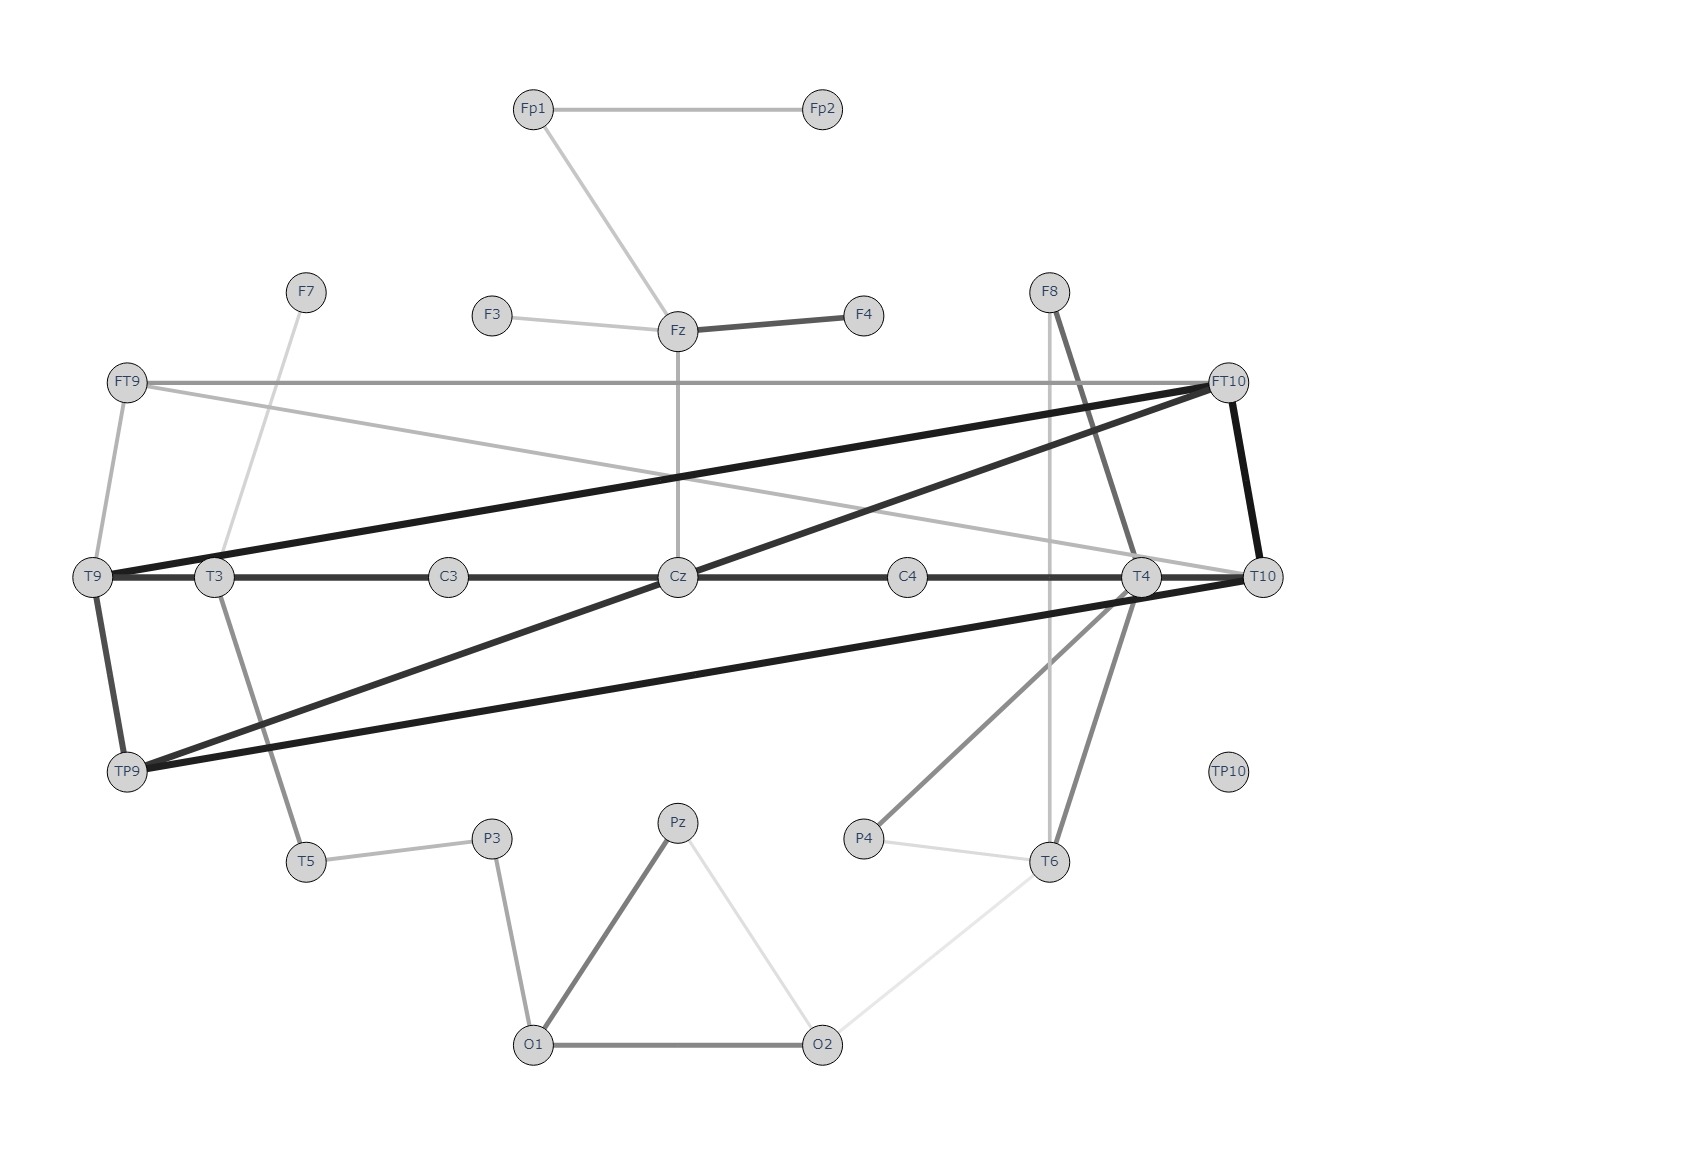 Fp1 Fp2
F7 F3 Fz F4 F8
FT9 FT10
T9 T3 C3 Cz C4 T4 T10
TP9 TP10
T5 P3 Pz P4 T6
O1 O2